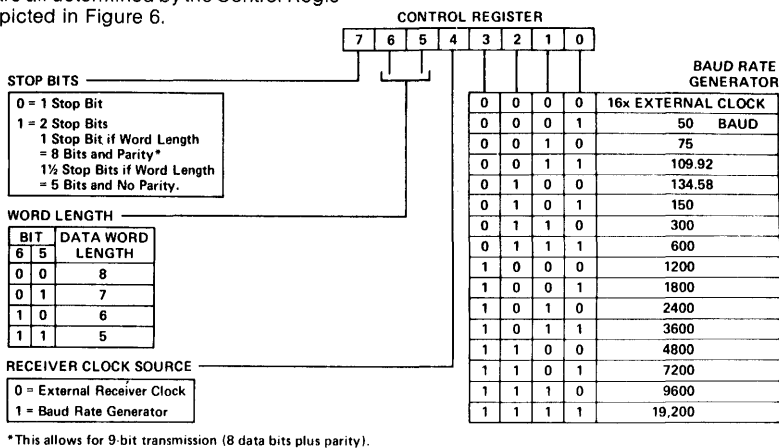 are all determined by the Control Regis-
picted in Figure 6.
CONTROL REGISTER
7 6 5 4 3 2 1 0
STOP BITS
0 = 1 Stop Bit
1 = 2 Stop Bits
1 Stop Bit if Word Length
= 8 Bits and Parity*
1½ Stop Bits if Word Length
= 5 Bits and No Parity.
WORD LENGTH
BIT DATA WORD
6 5 LENGTH
0 0 8
0 1 7
1 0 6
1 1 5
RECEIVER CLOCK SOURCE
0 = External Receiver Clock
1 = Baud Rate Generator
BAUD RATE
GENERATOR
0 0 0 0 16x EXTERNAL CLOCK
0 0 0 1 50 BAUD
0 0 1 0 75
0 0 1 1 109.92
0 1 0 0 134.58
0 1 0 1 150
0 1 1 0 300
0 1 1 1 600
1 0 0 0 1200
1 0 0 1 1800
1 0 1 0 2400
1 0 1 1 3600
1 1 0 0 4800
1 1 0 1 7200
1 1 1 0 9600
1 1 1 1 19,200
*This allows for 9-bit transmission (8 data bits plus parity).